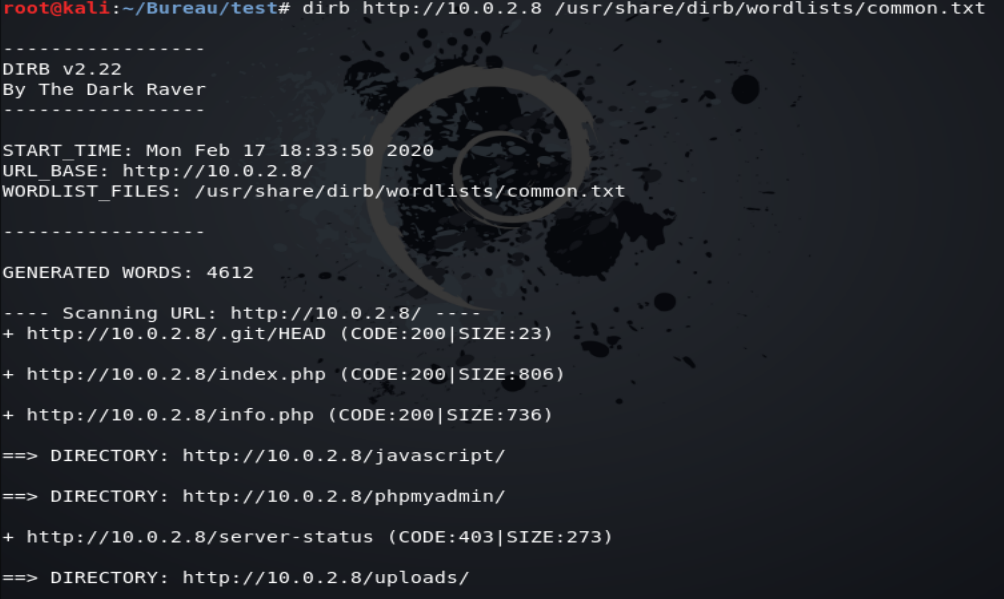 root@kali:~/Bureau/test# dirb http://10.0.2.8 /usr/share/dirb/wordlists/common.txt
-----------------
DIRB v2.22
By The Dark Raver
-----------------
START_TIME: Mon Feb 17 18:33:50 2020
URL_BASE: http://10.0.2.8/
WORDLIST_FILES: /usr/share/dirb/wordlists/common.txt
-----------------
GENERATED WORDS: 4612
---- Scanning URL: http://10.0.2.8/ ----
+ http://10.0.2.8/.git/HEAD (CODE:200|SIZE:23)
+ http://10.0.2.8/index.php (CODE:200|SIZE:806)
+ http://10.0.2.8/info.php (CODE:200|SIZE:736)
==> DIRECTORY: http://10.0.2.8/javascript/
==> DIRECTORY: http://10.0.2.8/phpmyadmin/
+ http://10.0.2.8/server-status (CODE:403|SIZE:273)
==> DIRECTORY: http://10.0.2.8/uploads/